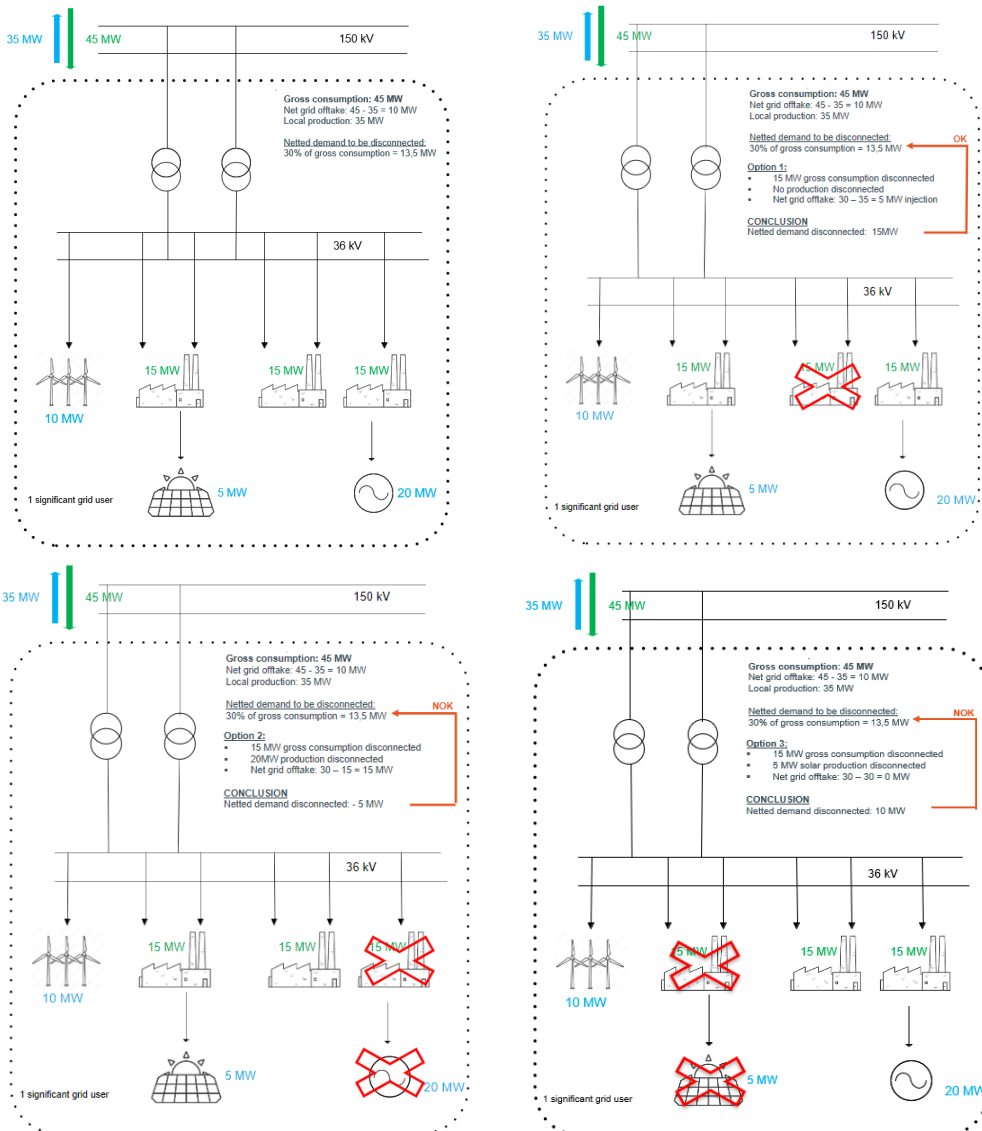 35 MW
45 MW
150 kV
Gross consumption: 45 MW
Net grid offtake: 45 - 35 = 10 MW
Local production: 35 MW
Netted demand to be disconnected:
30% of gross consumption = 13,5 MW
36 kV
15 MW
15 MW
15 MW
10 MW
5 MW
20 MW
1 significant grid user
35 MW
45 MW
150 kV
Gross consumption: 45 MW
Net grid offtake: 45 - 35 = 10 MW
Local production: 35 MW
Netted demand to be disconnected:
30% of gross consumption = 13,5 MW
OK
Option 1:
▪ 15 MW gross consumption disconnected
▪ No production disconnected
▪ Net grid offtake: 30 – 35 = 5 MW injection
CONCLUSION
Netted demand disconnected: 15MW
36 kV
15 MW
15 MW
15 MW
10 MW
5 MW
20 MW
1 significant grid user
35 MW
45 MW
150 kV
Gross consumption: 45 MW
Net grid offtake: 45 - 35 = 10 MW
Local production: 35 MW
Netted demand to be disconnected:
30% of gross consumption = 13,5 MW
NOK
Option 2:
▪ 15 MW gross consumption disconnected
▪ 20MW production disconnected
▪ Net grid offtake: 30 – 15 = 15 MW
CONCLUSION
Netted demand disconnected: - 5 MW
36 kV
15 MW
15 MW
15 MW
10 MW
5 MW
20 MW
1 significant grid user
35 MW
45 MW
150 kV
Gross consumption: 45 MW
Net grid offtake: 45 - 35 = 10 MW
Local production: 35 MW
Netted demand to be disconnected:
30% of gross consumption = 13,5 MW
NOK
Option 3:
▪ 15 MW gross consumption disconnected
▪ 5 MW solar production disconnected
▪ Net grid offtake: 30 – 30 = 0 MW
CONCLUSION
Netted demand disconnected: 10 MW
36 kV
15 MW
15 MW
15 MW
10 MW
5 MW
20 MW
1 significant grid user